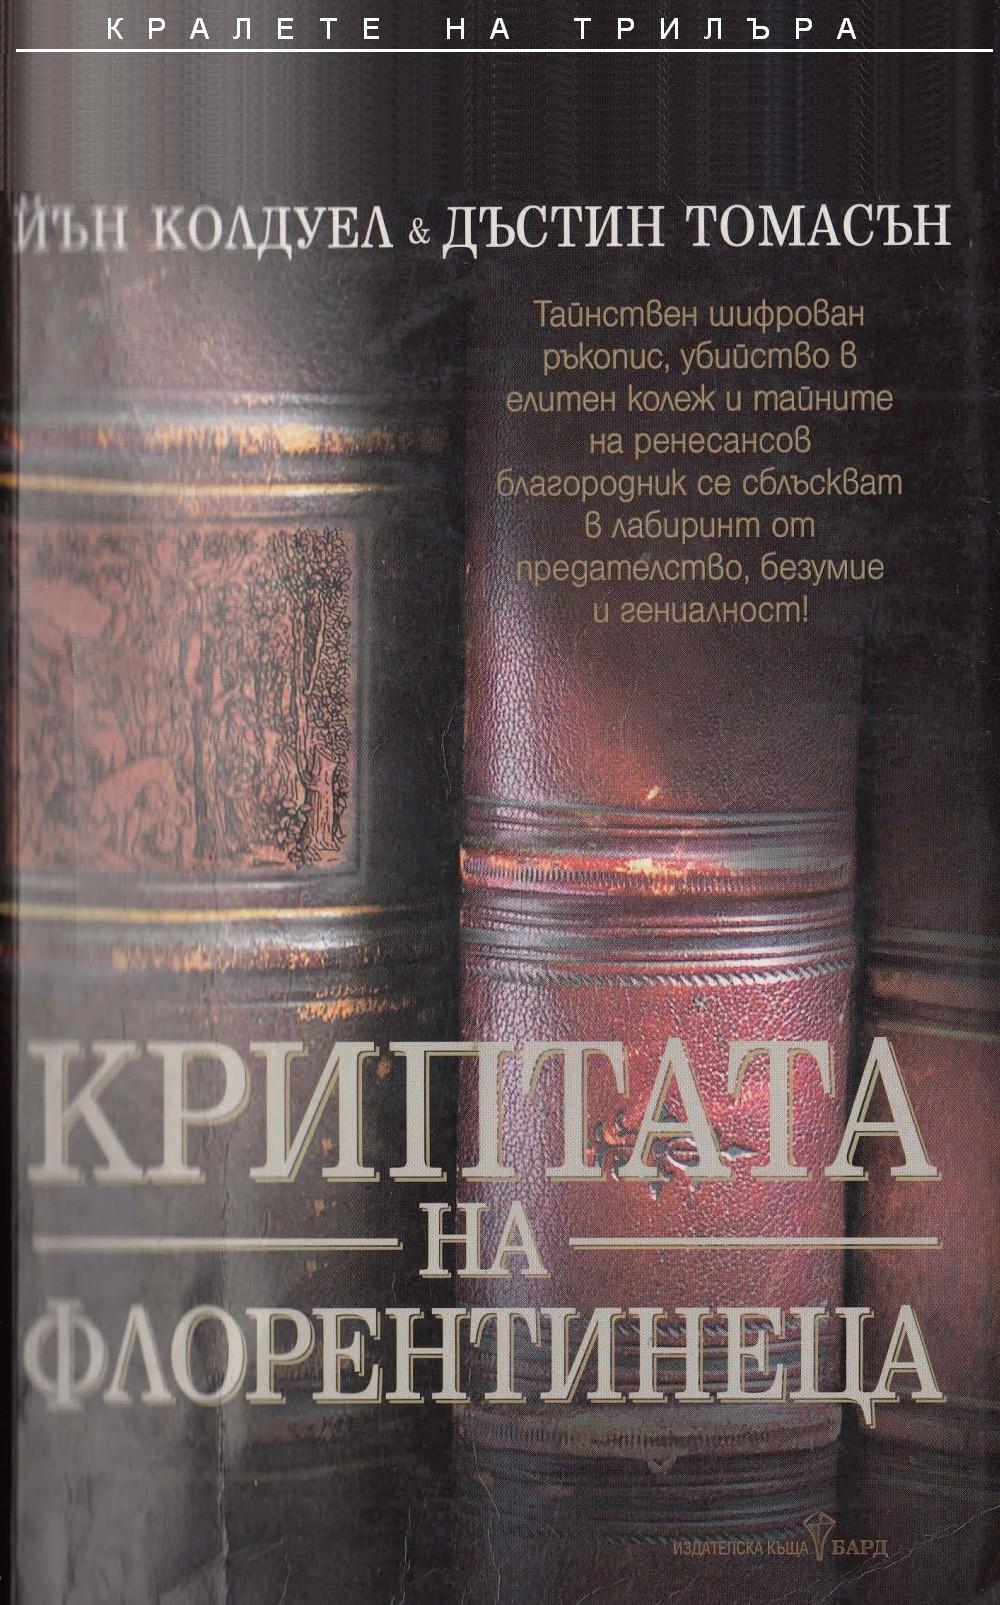 КРАЛЕТЕ НА ТРИЛЪРА
ЙЪН КОЛДУЕЛ & ДЪСТИН ТОМАСЪН
Тайнствен шифрован
ръкопис, убийство в
елитен колеж и тайните
на ренесансов
благородник се сблъскват
в лабиринт от
предателство, безумие
и гениалност!
КРИПТАТА
НА
ФЛОРЕНТИНЕЦА
ИЗДАТЕЛСКА КЪЩА БАРД